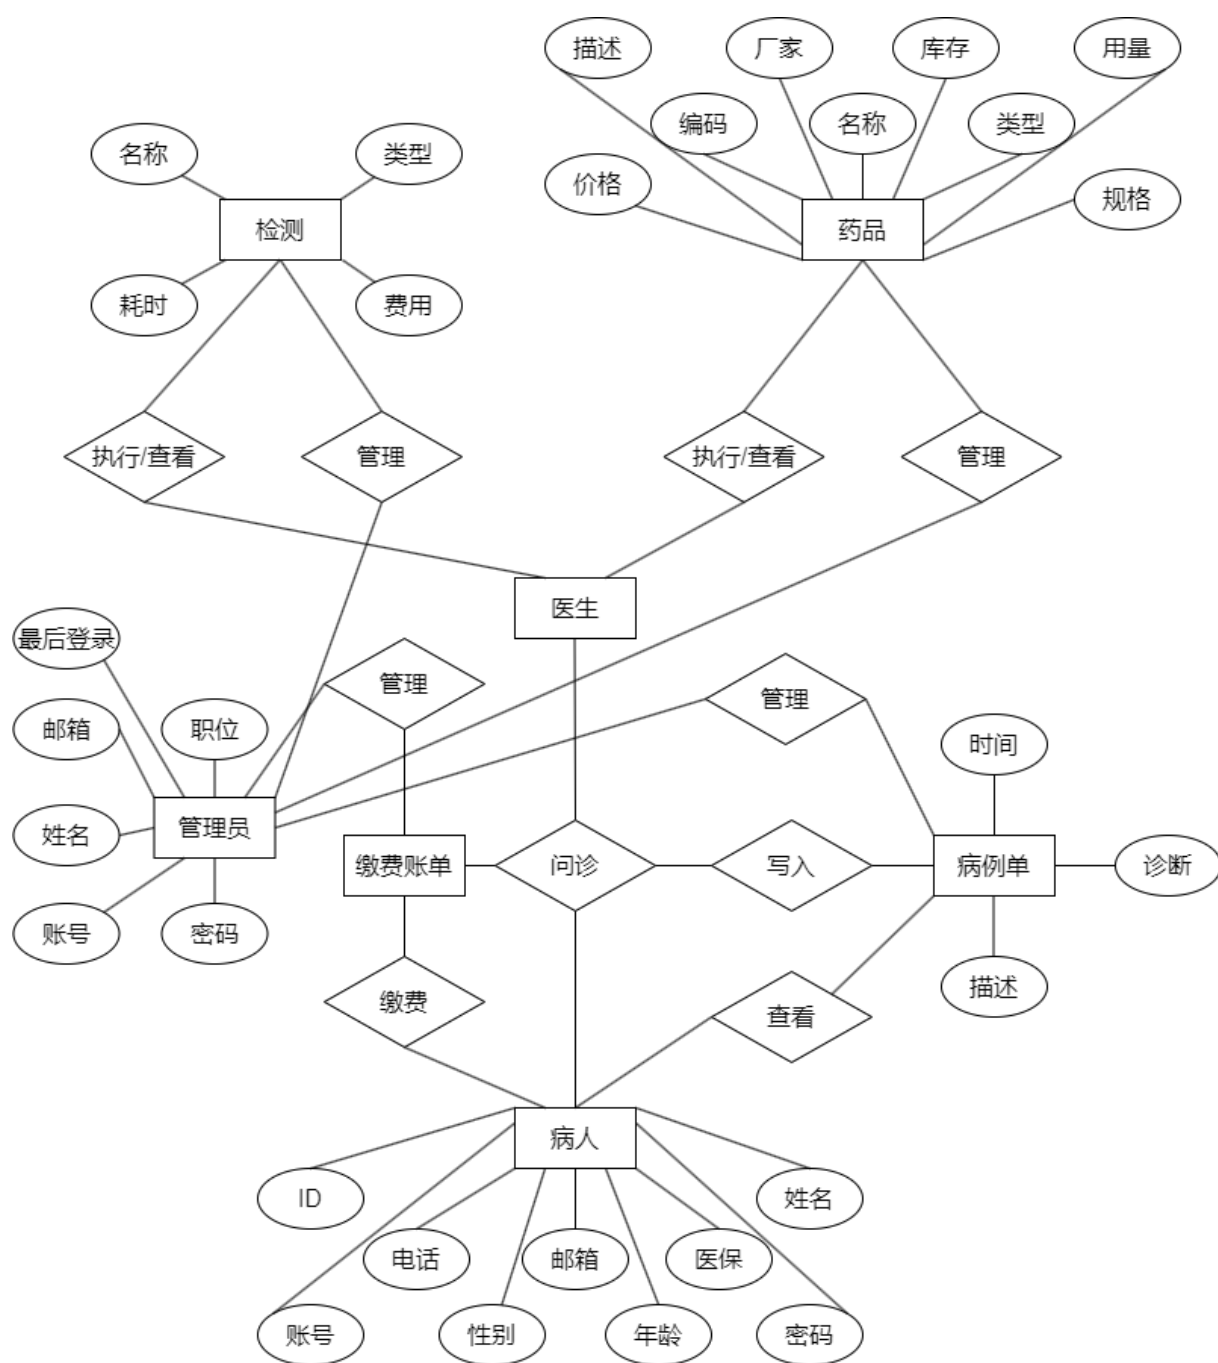 描述
厂家
库存
用量
编码
名称
类型
名称
类型
价格
规格
检测
药品
耗时
费用
执行/查看
管理
执行/查看
管理
医生
最后登录
管理
管理
邮箱
职位
时间
姓名
管理员
缴费账单
问诊
写入
病例单
诊断
账号
密码
缴费
描述
查看
病人
ID
姓名
电话
邮箱
医保
账号
性别
年龄
密码